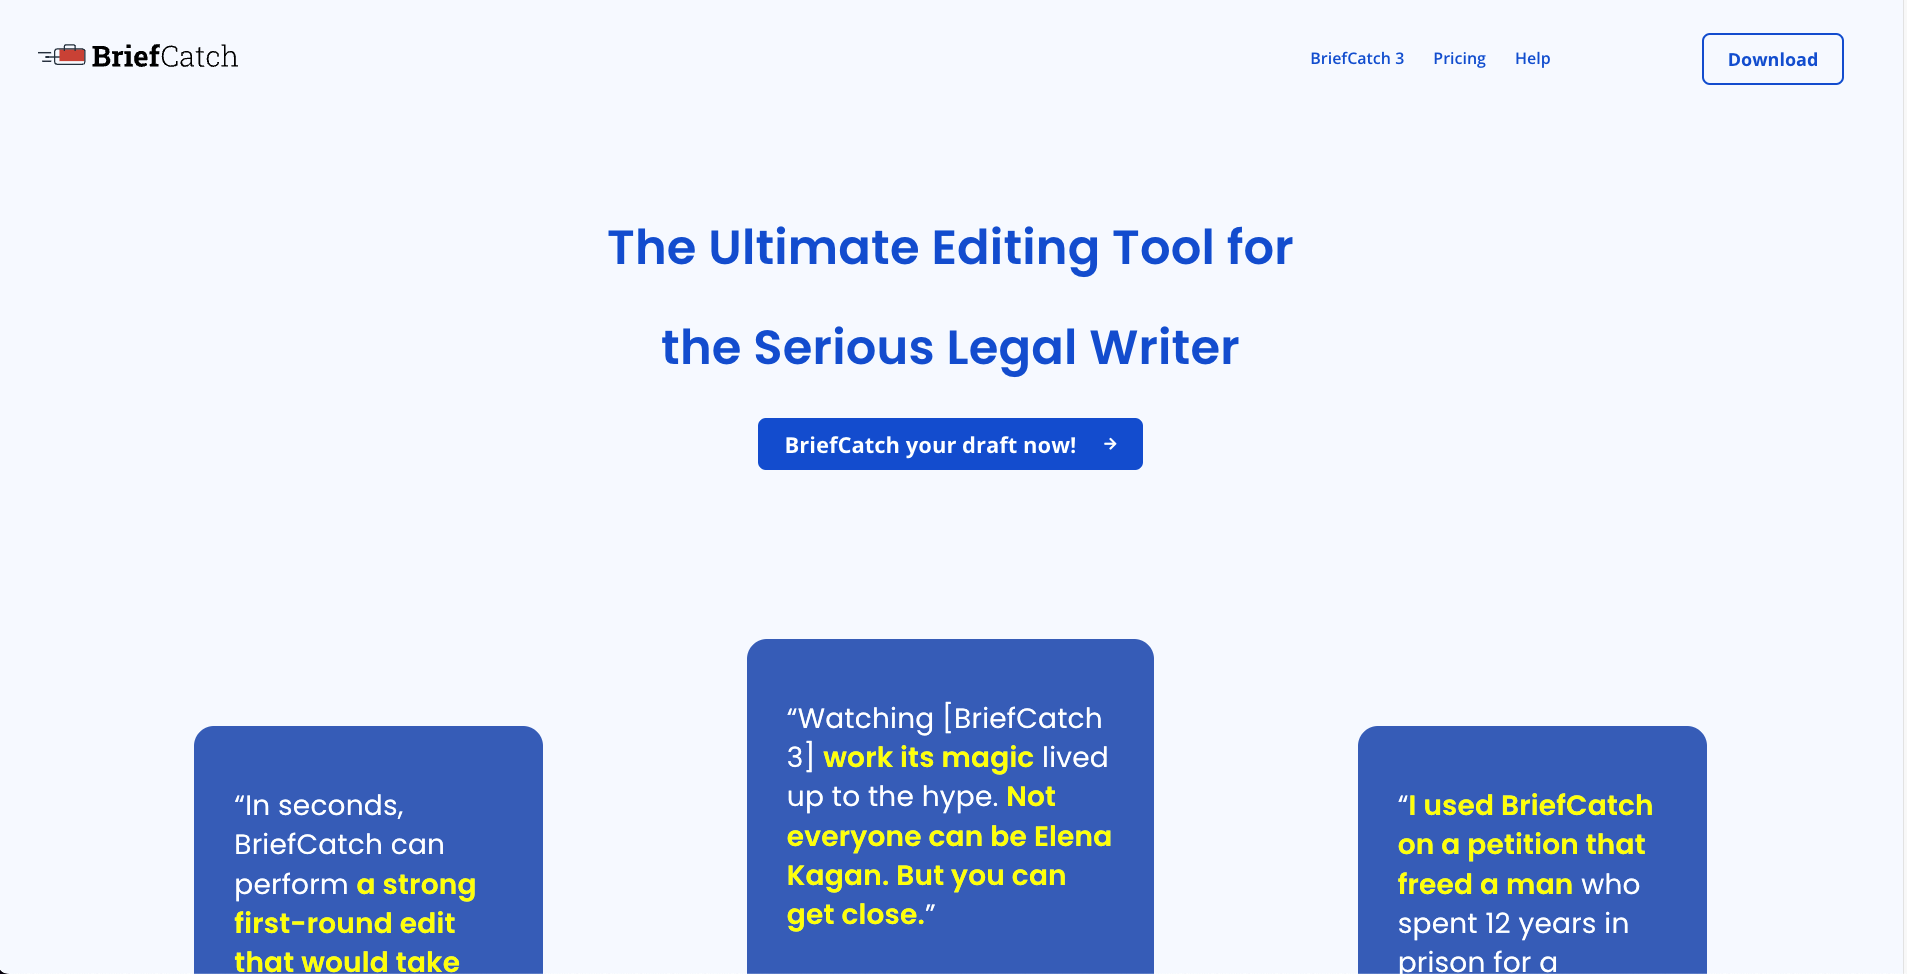 BriefCatch
BriefCatch 3
Pricing
Help
Download
The Ultimate Editing Tool for
the Serious Legal Writer
BriefCatch your draft now! →
“In seconds,
BriefCatch can
perform a strong
first-round edit
that would take
“Watching [BriefCatch
3] work its magic lived
up to the hype. Not
everyone can be Elena
Kagan. But you can
get close.”
“I used BriefCatch
on a petition that
freed a man who
spent 12 years in
prison for a